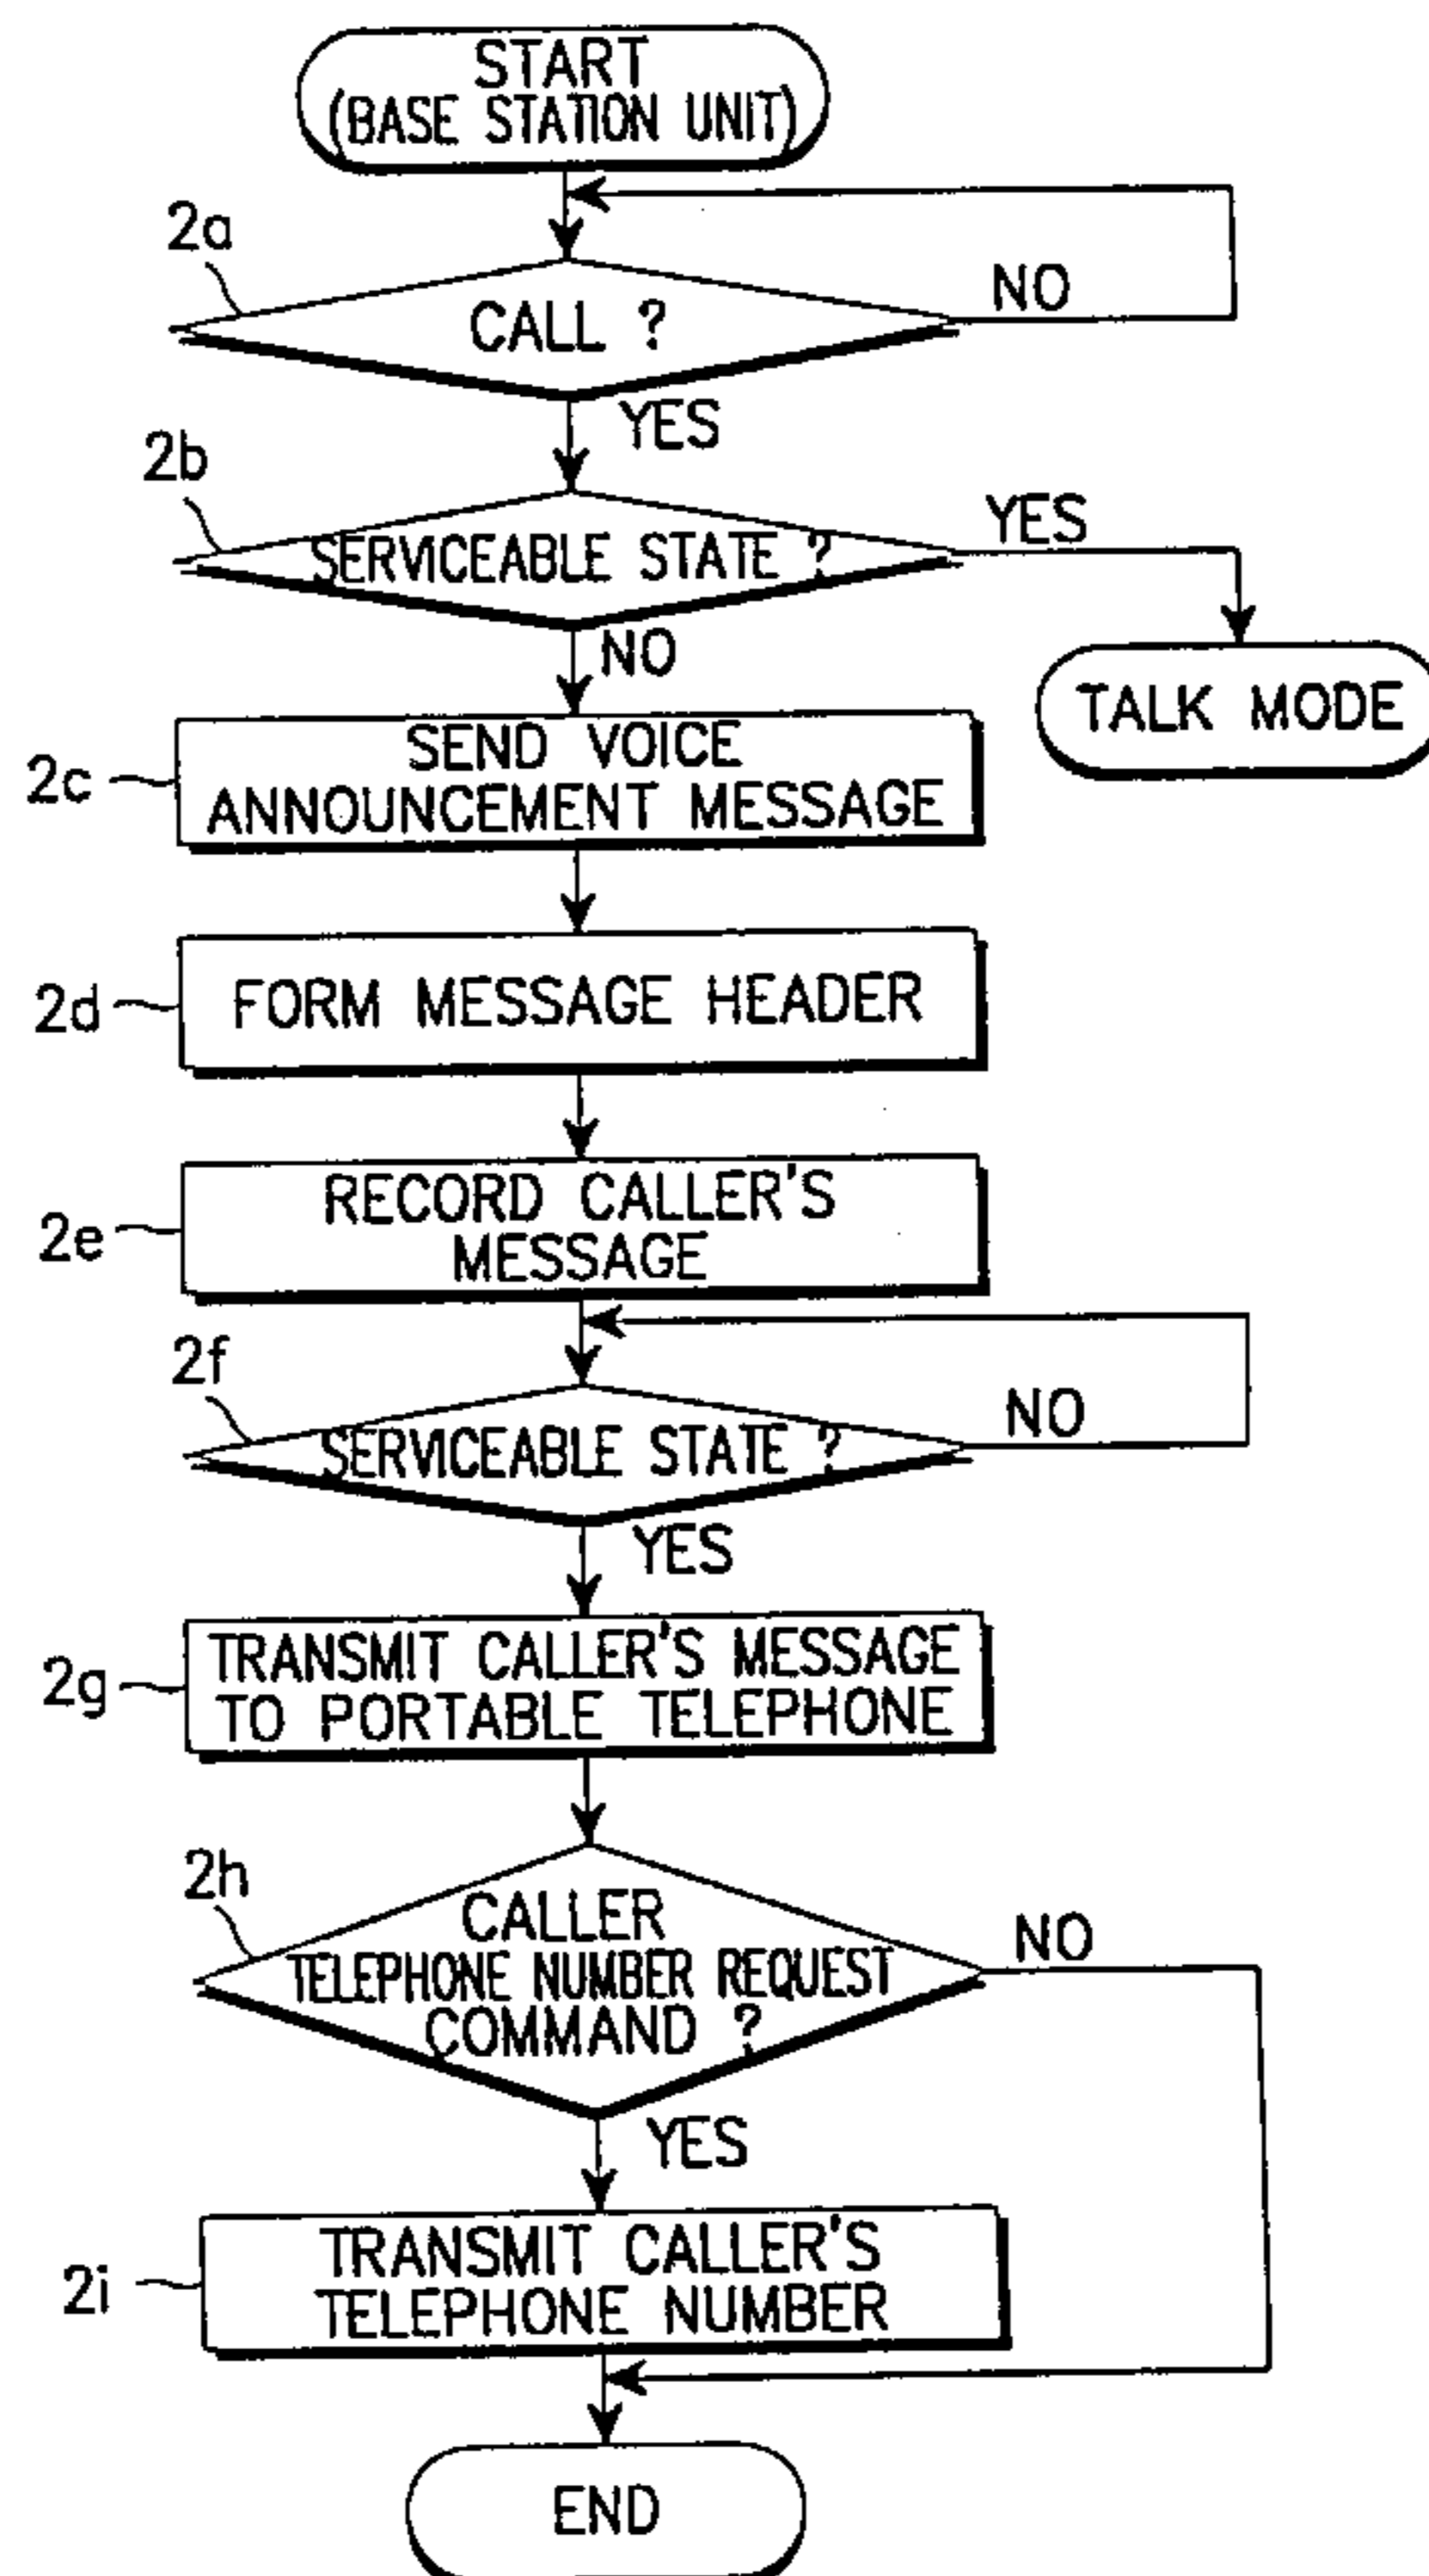 START
(BASE STATION UNIT)
2a
CALL ?
NO
YES
2b
SERVICEABLE STATE ?
YES
NO
TALK MODE
2c
SEND VOICE
ANNOUNCEMENT MESSAGE
2d
FORM MESSAGE HEADER
2e
RECORD CALLER'S
MESSAGE
2f
SERVICEABLE STATE ?
NO
YES
2g
TRANSMIT CALLER'S MESSAGE
TO PORTABLE TELEPHONE
2h
CALLER
TELEPHONE NUMBER REQUEST
COMMAND ?
NO
YES
2i
TRANSMIT CALLER'S
TELEPHONE NUMBER
END